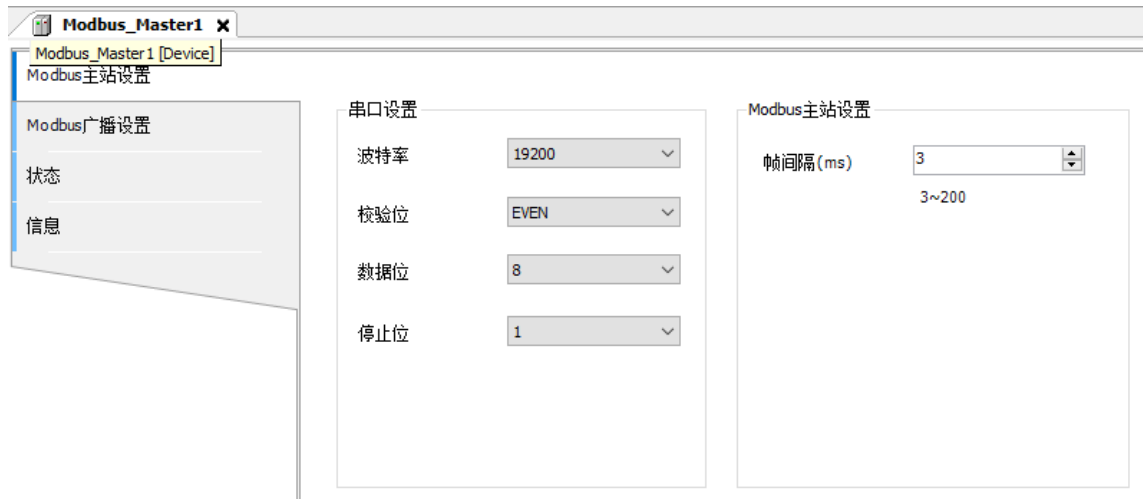 Modbus_Master1
Modbus_Master1 [Device]
Modbus主站设置
Modbus广播设置
状态
信息
串口设置
波特率 19200
校验位 EVEN
数据位 8
停止位 1
Modbus主站设置
帧间隔(ms) 3
3~200